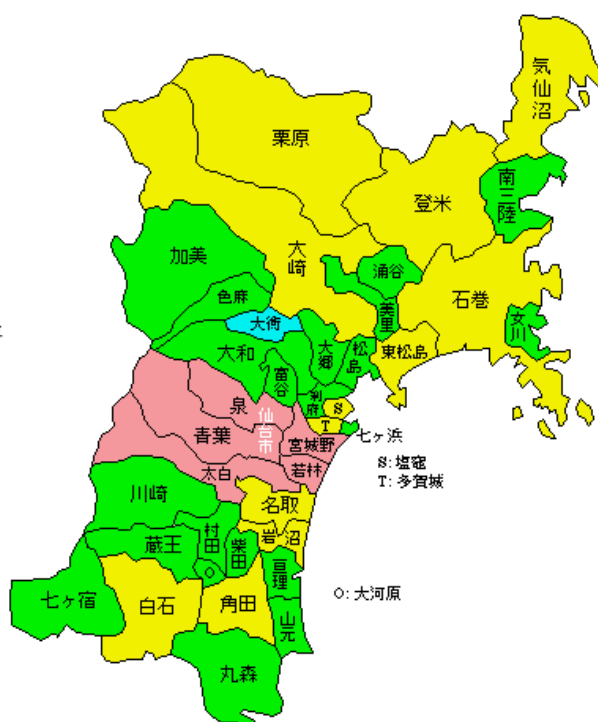 気仙沼
栗原
南三陸
登米
大崎
加美
涌谷
石巻
色麻
美里
女川
大衡
大郷
松島
東松島
大和
富谷
利府
泉
仙台市
S
T
七ヶ浜
青葉
宮城野
S: 塩竈
T: 多賀城
若林
太白
川崎
名取
村田
柴田
岩沼
蔵王
亘理
O
O: 大河原
七ヶ宿
白石
角田
山元
丸森